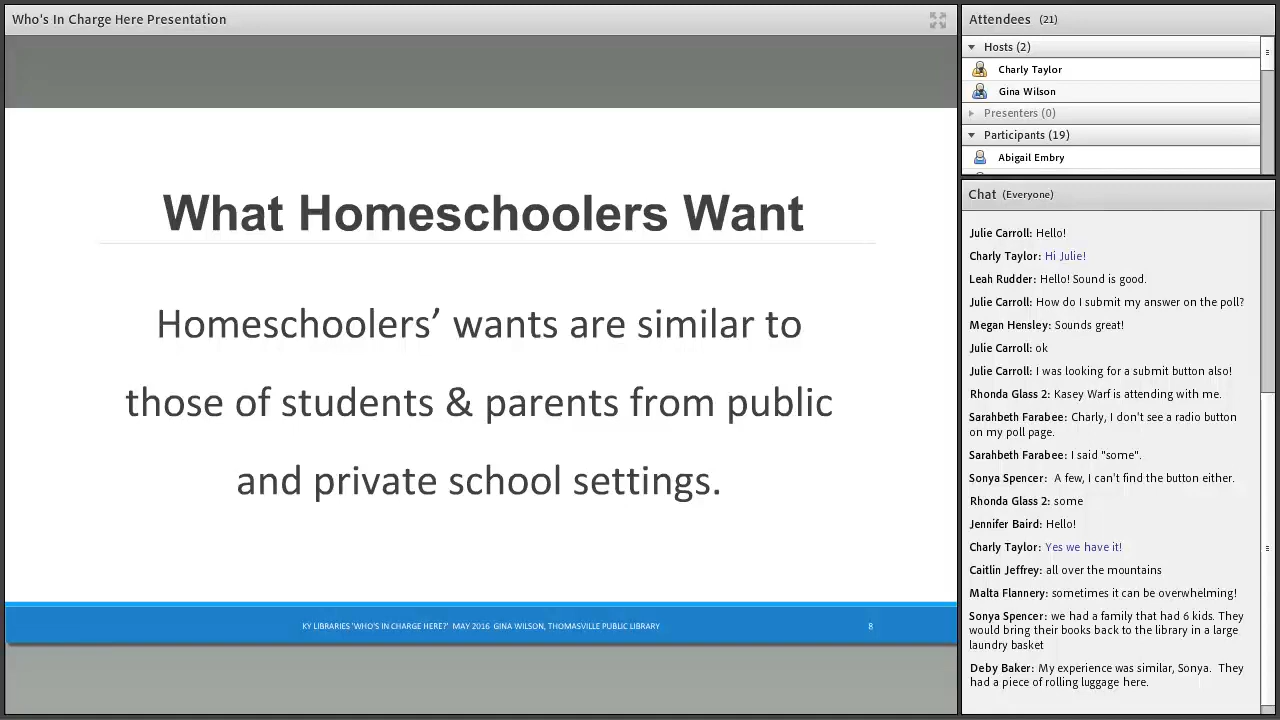 Who's In Charge Here Presentation
What Homeschoolers Want
Homeschoolers’ wants are similar to
those of students & parents from public
and private school settings.
KY LIBRARIES 'WHO'S IN CHARGE HERE?' MAY 2016 GINA WILSON, THOMASVILLE PUBLIC LIBRARY
8
Attendees (21)
Hosts (2)
Charly Taylor
Gina Wilson
Presenters (0)
Participants (19)
Abigail Embry
Chat (Everyone)
Julie Carroll: Hello!
Charly Taylor: Hi Julie!
Leah Rudder: Hello! Sound is good.
Julie Carroll: How do I submit my answer on the poll?
Megan Hensley: Sounds great!
Julie Carroll: ok
Julie Carroll: I was looking for a submit button also!
Rhonda Glass 2: Kasey Warf is attending with me.
Sarahbeth Farabee: Charly, I don't see a radio button
on my poll page.
Sarahbeth Farabee: I said "some".
Sonya Spencer: A few, I can't find the button either.
Rhonda Glass 2: some
Jennifer Baird: Hello!
Charly Taylor: Yes we have it!
Caitlin Jeffrey: all over the mountains
Malta Flannery: sometimes it can be overwhelming!
Sonya Spencer: we had a family that had 6 kids. They
would bring their books back to the library in a large
laundry basket
Deby Baker: My experience was similar, Sonya. They
had a piece of rolling luggage here.